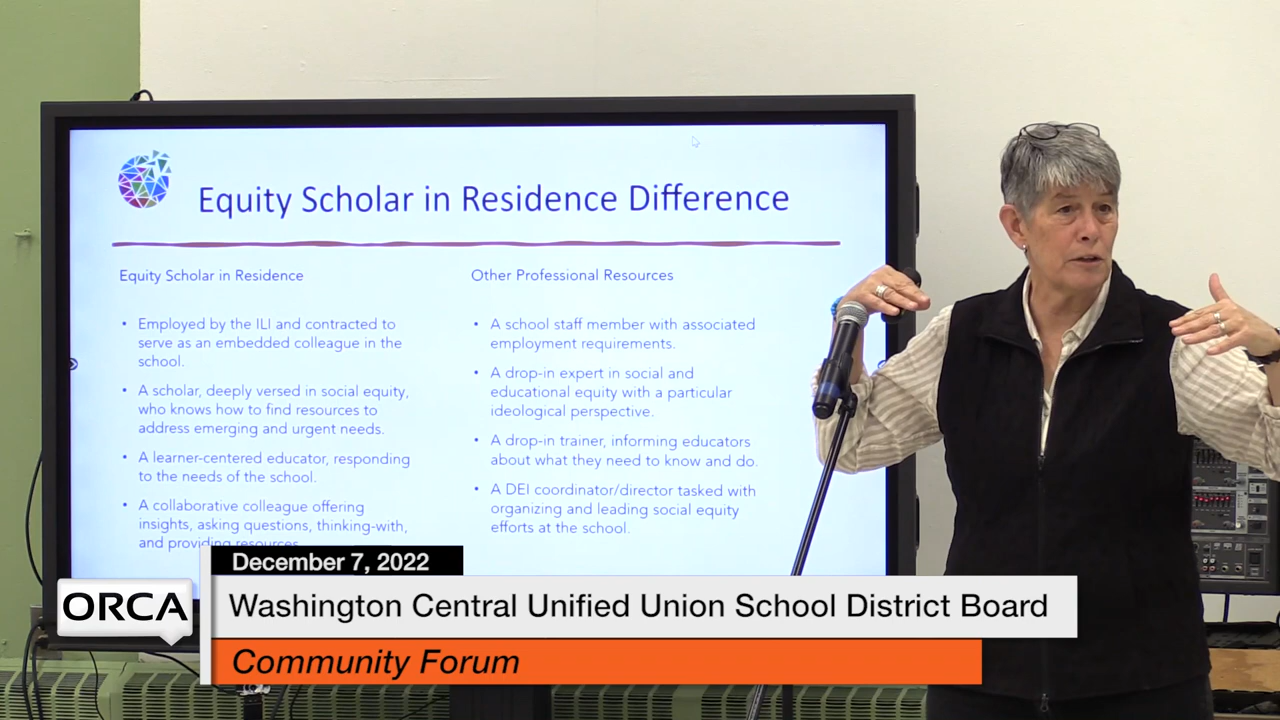 Equity Scholar in Residence Difference
Equity Scholar in Residence
• Employed by the ILI and contracted to
serve as an embedded colleague in the
school.
• A scholar, deeply versed in social equity,
who knows how to find resources to
address emerging and urgent needs.
• A learner-centered educator, responding
to the needs of the school.
• A collaborative colleague offering
insights, asking questions, thinking-with,
and providing resources
Other Professional Resources
• A school staff member with associated
employment requirements.
• A drop-in expert in social and
educational equity with a particular
ideological perspective.
• A drop-in trainer, informing educators
about what they need to know and do.
• A DEI coordinator/director tasked with
organizing and leading social equity
efforts at the school.
December 7, 2022
ORCA
Washington Central Unified Union School District Board
Community Forum